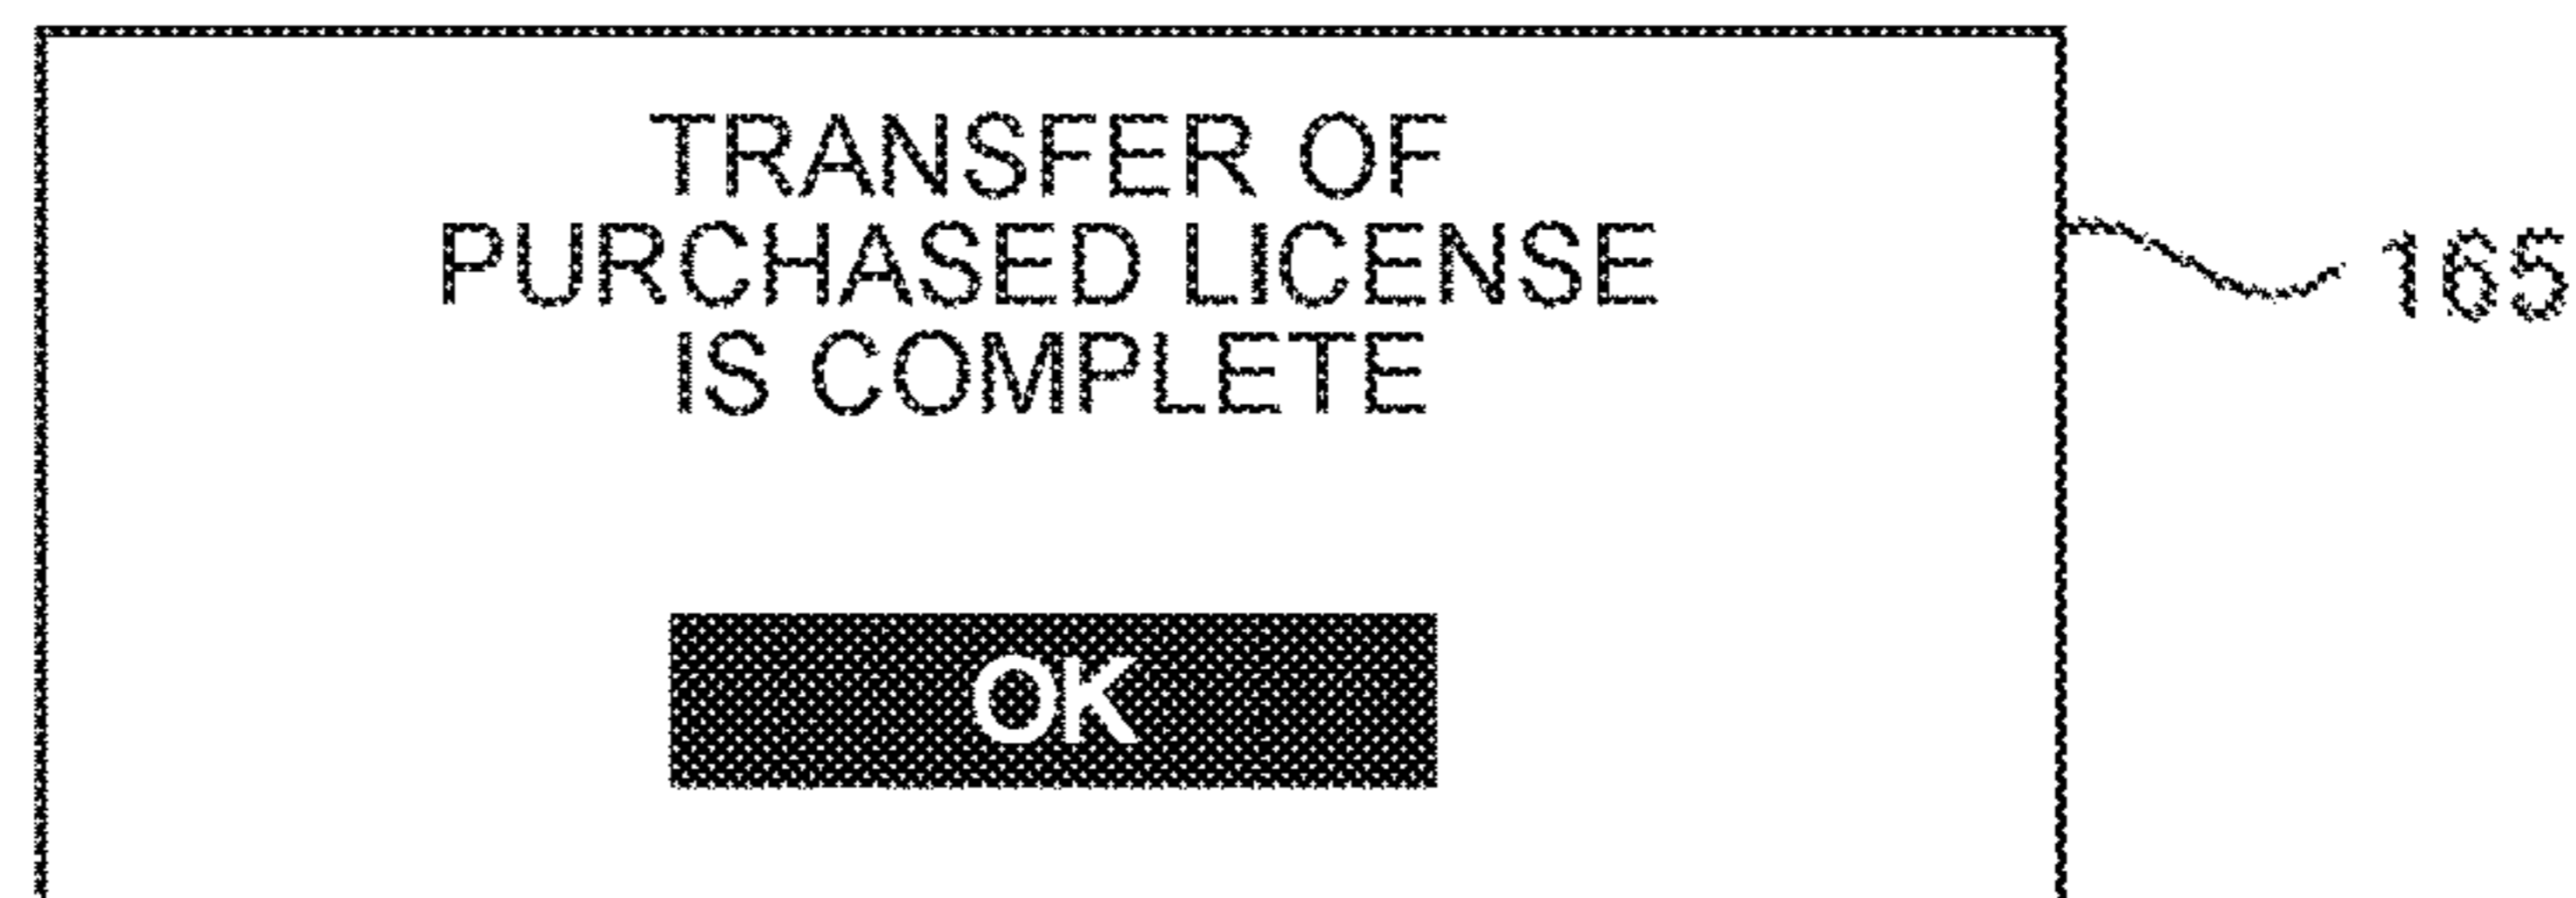 TRANSFER OF
PURCHASED LICENSE
IS COMPLETE
165
OK